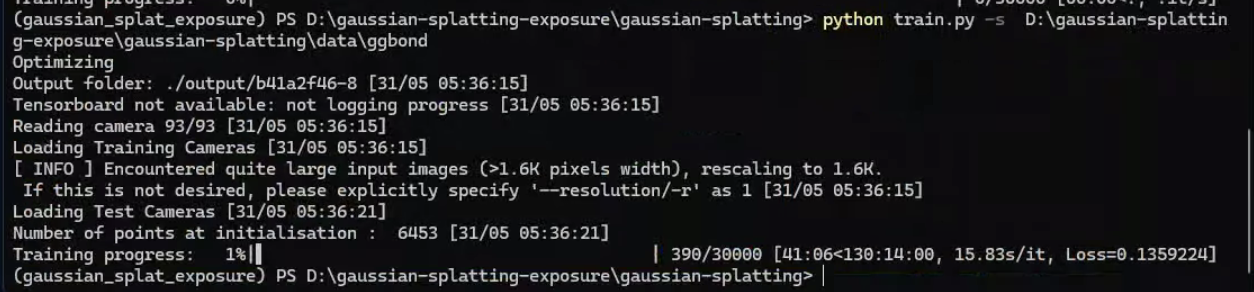 (gaussian_splat_exposure) PS D:\gaussian-splatting-exposure\gaussian-splatting> python train.py -s  D:\gaussian-splattin
g-exposure\gaussian-splatting\data\ggbond
Optimizing
Output folder: ./output/b41a2f46-8 [31/05 05:36:15]
Tensorboard not available: not logging progress [31/05 05:36:15]
Reading camera 93/93 [31/05 05:36:15]
Loading Training Cameras [31/05 05:36:15]
[ INFO ] Encountered quite large input images (>1.6K pixels width), rescaling to 1.6K.
 If this is not desired, please explicitly specify '--resolution/-r' as 1 [31/05 05:36:15]
Loading Test Cameras [31/05 05:36:21]
Number of points at initialisation :  6453 [31/05 05:36:21]
Training progress:   1%| | 390/30000 [41:06<130:14:00, 15.83s/it, Loss=0.1359224]
(gaussian_splat_exposure) PS D:\gaussian-splatting-exposure\gaussian-splatting>